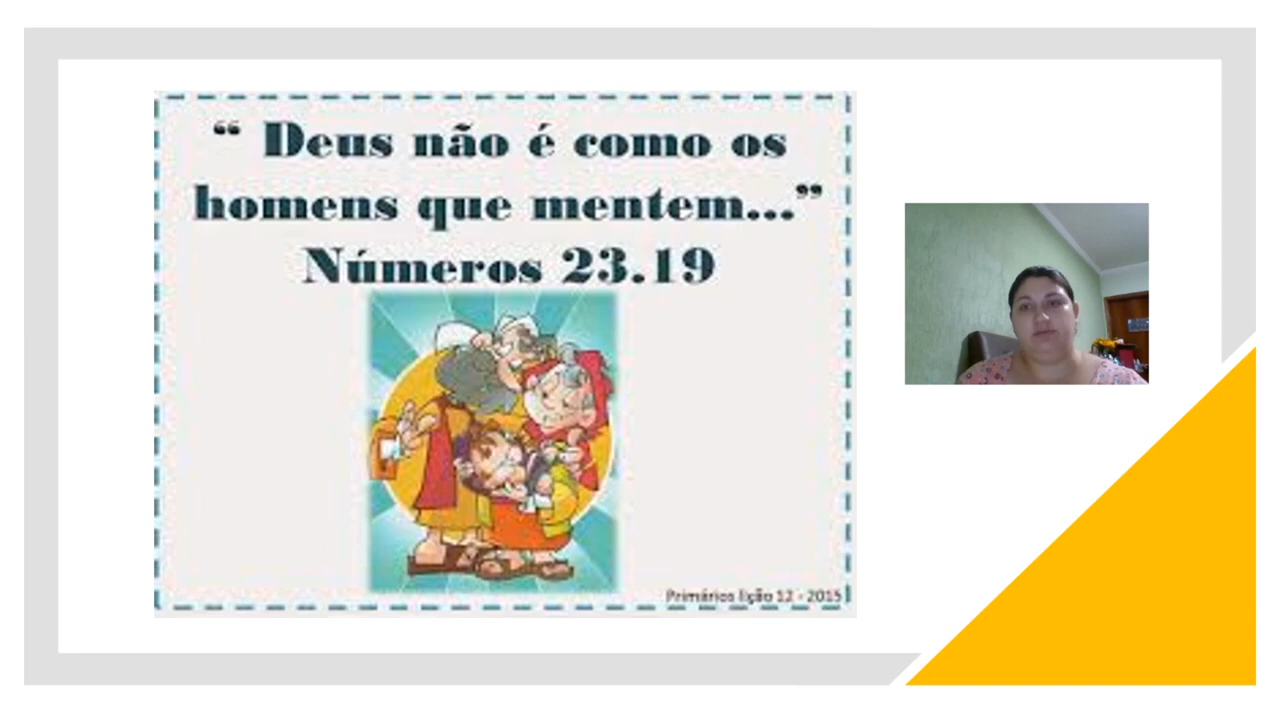 “ Deus não é como os
homens que mentem...”
Números 23.19
Primários lição 12 - 2015